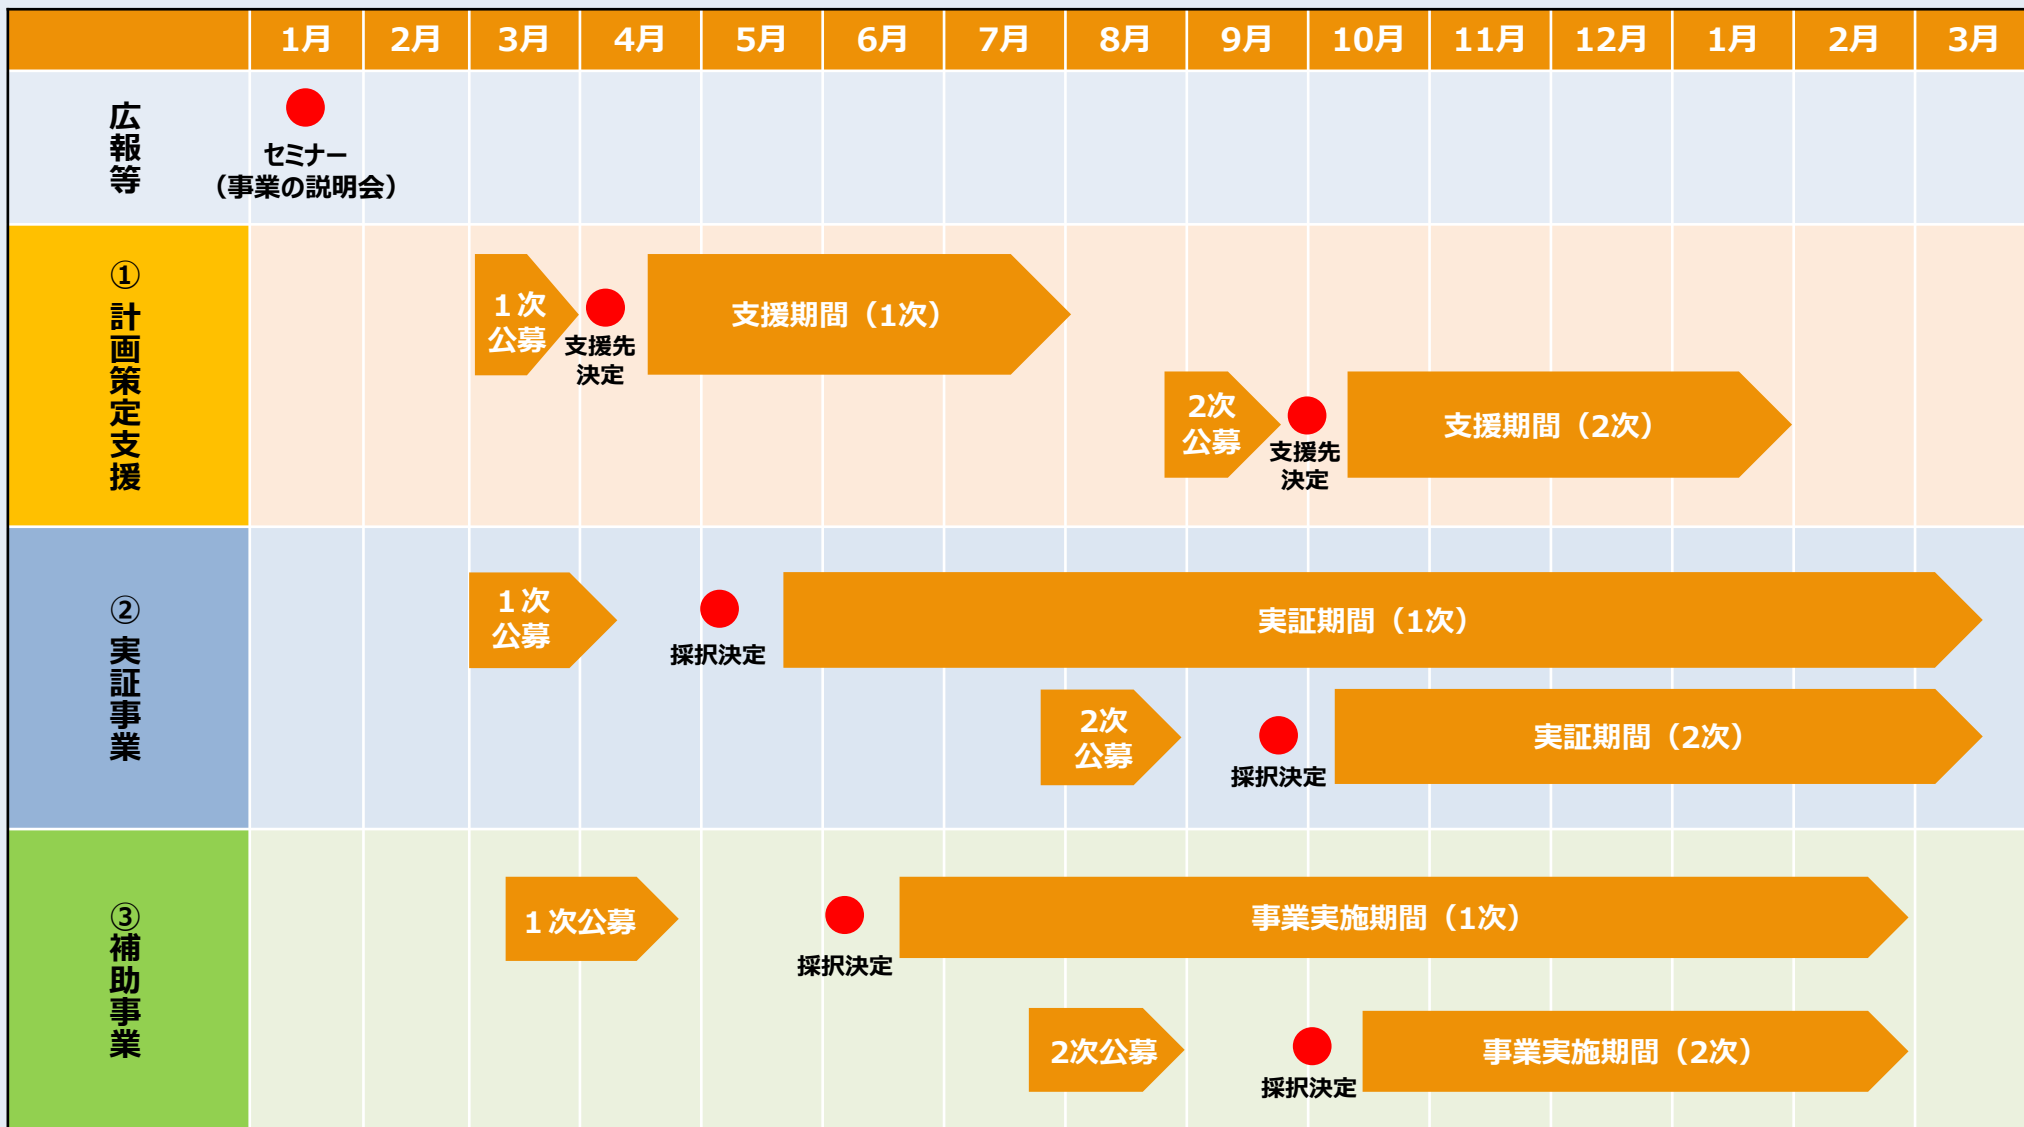 1月 2月 3月 4月 5月 6月 7月 8月 9月 10月 11月 12月 1月 2月 3月
広報等
セミナー
（事業の説明会）
①計画策定支援
１次
公募
支援先
決定
支援期間（1次）
2次
公募
支援先
決定
支援期間（2次）
②実証事業
１次
公募
採択決定
実証期間（1次）
2次
公募
採択決定
実証期間（2次）
③補助事業
１次公募
採択決定
事業実施期間（1次）
2次公募
採択決定
事業実施期間（2次）